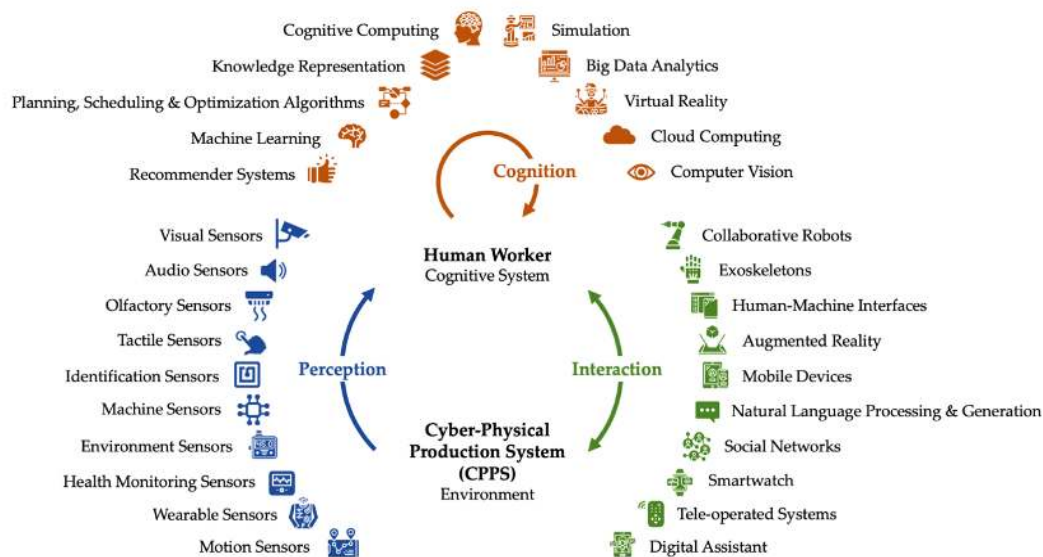 Cognitive Computing
Simulation
Knowledge Representation
Big Data Analytics
Planning, Scheduling & Optimization Algorithms
Virtual Reality
Machine Learning
Cloud Computing
Recommender Systems
Computer Vision
Cognition
Visual Sensors
Audio Sensors
Olfactory Sensors
Tactile Sensors
Identification Sensors
Machine Sensors
Environment Sensors
Health Monitoring Sensors
Wearable Sensors
Motion Sensors
Perception
Human Worker
Cognitive System
Cyber-Physical
Production System
(CPPS)
Environment
Interaction
Collaborative Robots
Exoskeletons
Human-Machine Interfaces
Augmented Reality
Mobile Devices
Natural Language Processing & Generation
Social Networks
Smartwatch
Tele-operated Systems
Digital Assistant